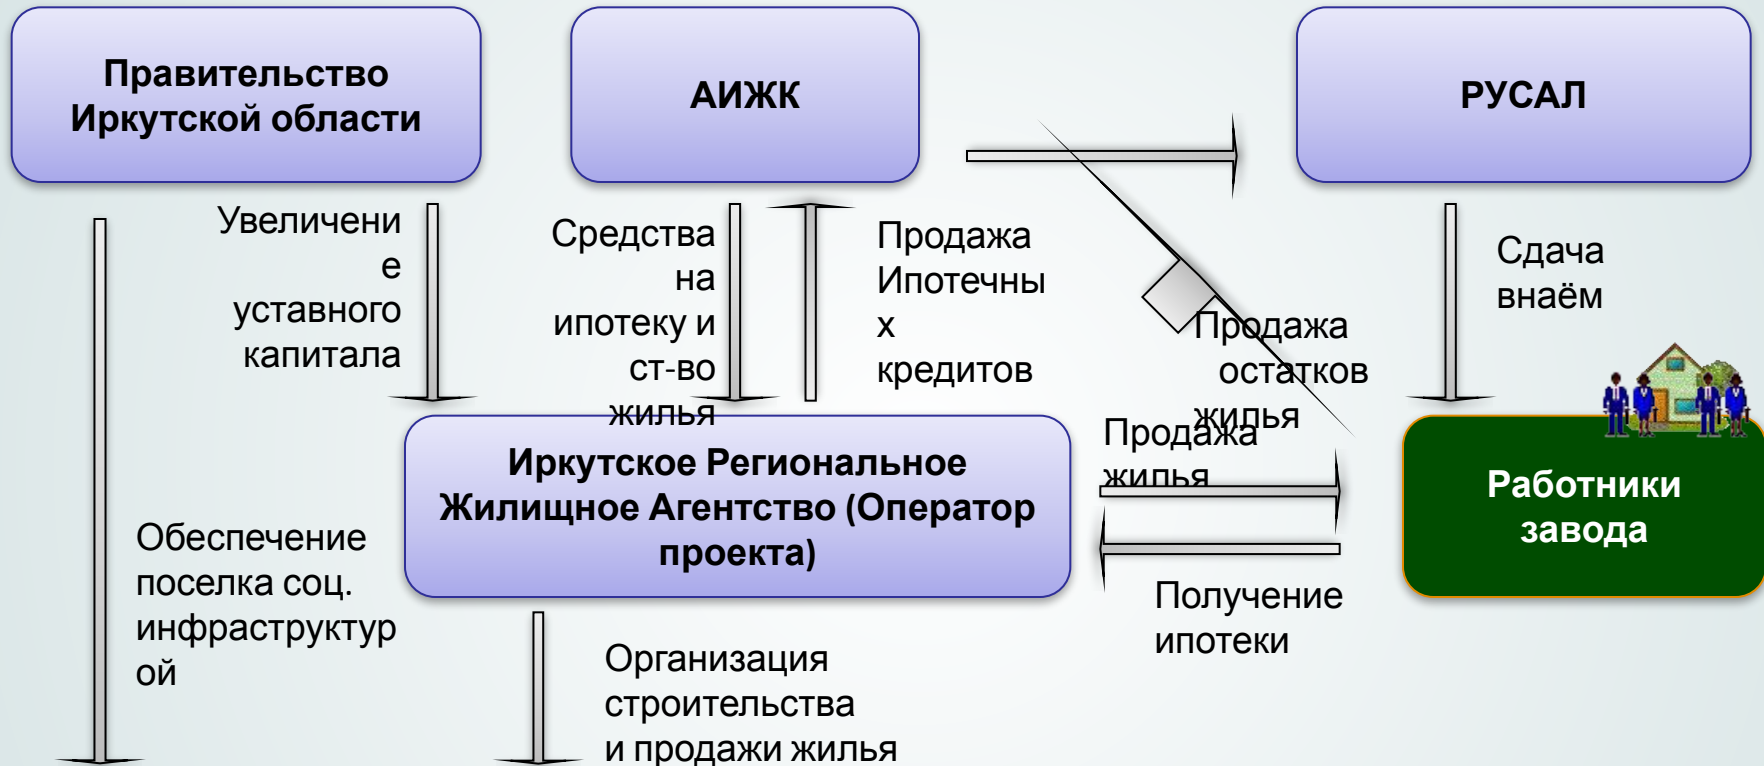 Правительство
Иркутской области
АИЖК
РУСАЛ
Увеличени
е
уставного
капитала
Средства
на
ипотеку и
ст-во
жилья
Продажа
Ипотечны
х
кредитов
Продажа
остатков
жилья
Сдача
внаём
Продажа
жилья
Иркутское Региональное
Жилищное Агентство (Оператор
проекта)
Работники
завода
Обеспечение
поселка соц.
инфраструктур
ой
Получение
ипотеки
Организация
строительства
и продажи жилья